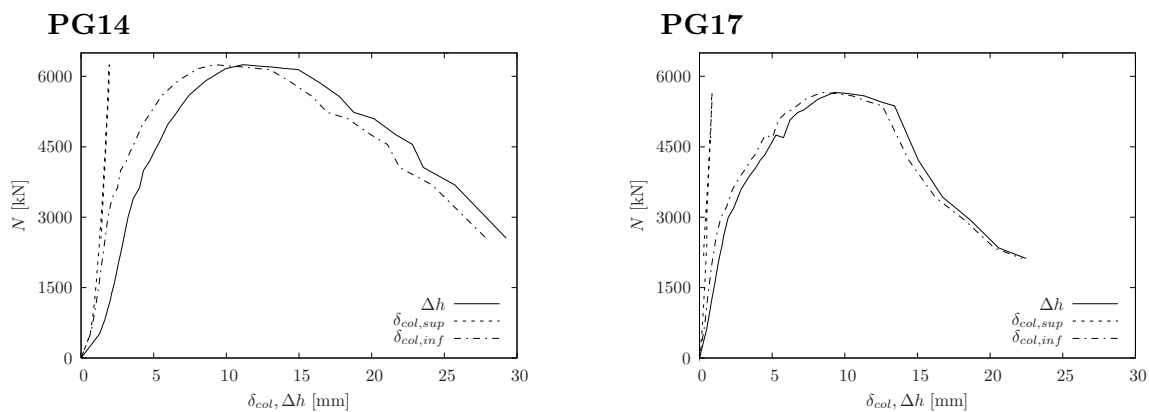 PG14
6000
4500
3000
1500
0
N [kN]
0 5 10 15 20 25 30
δcol, Δh [mm]
Δh
δcol,sup
δcol,inf
PG17
6000
4500
3000
1500
0
N [kN]
0 5 10 15 20 25 30
δcol, Δh [mm]
Δh
δcol,sup
δcol,inf